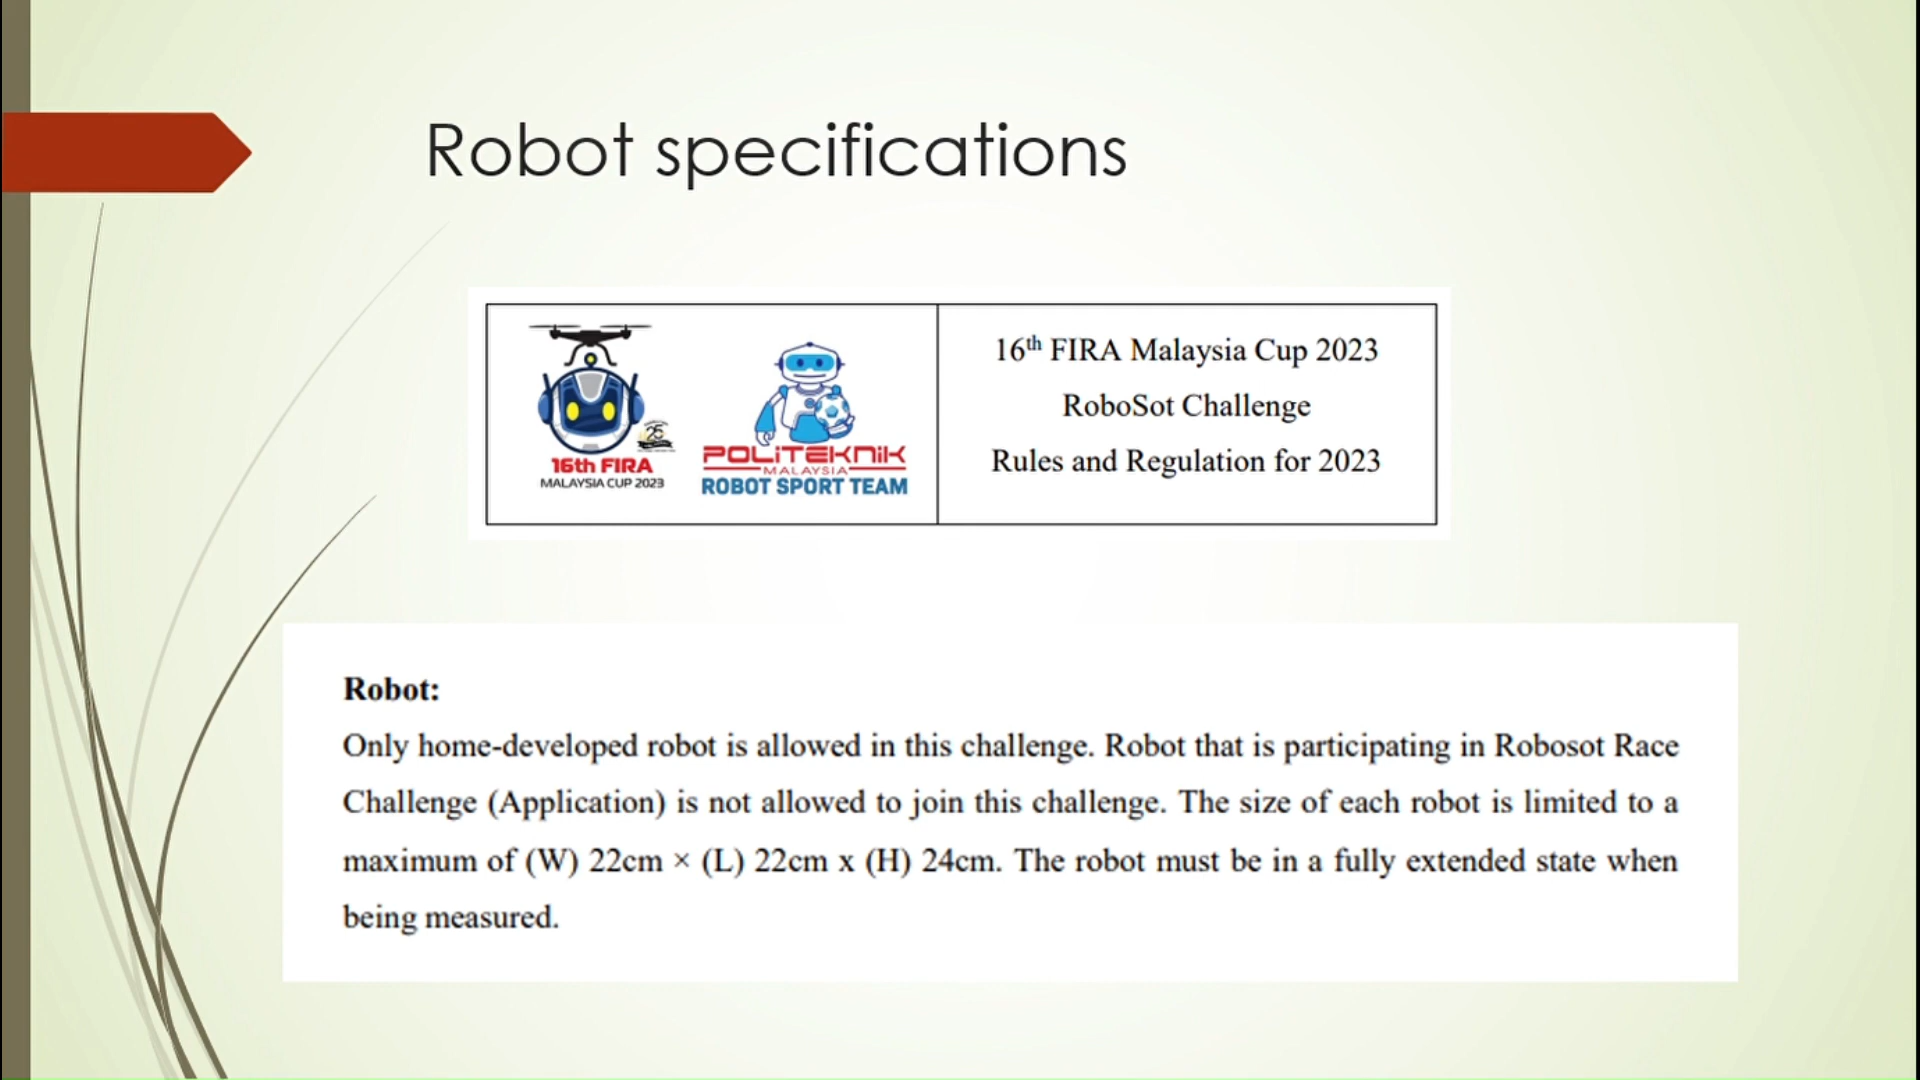 Robot specifications
16th FIRA
MALAYSIA CUP 2023
25
POLITEKNIK
MALAYSIA
ROBOT SPORT TEAM
16th FIRA Malaysia Cup 2023
RoboSot Challenge
Rules and Regulation for 2023
Robot:
Only home-developed robot is allowed in this challenge. Robot that is participating in Robosot Race
Challenge (Application) is not allowed to join this challenge. The size of each robot is limited to a
maximum of (W) 22cm × (L) 22cm x (H) 24cm. The robot must be in a fully extended state when
being measured.